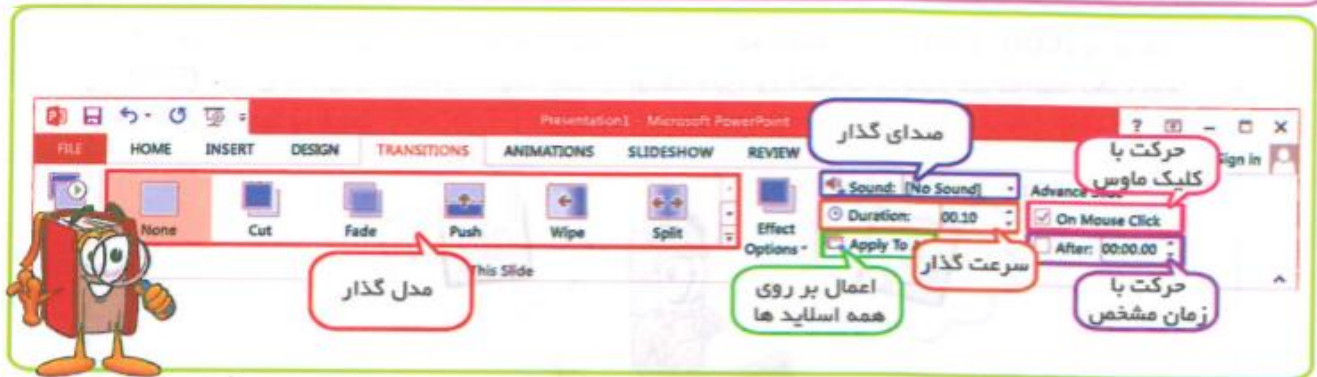 Presentation1 - Microsoft PowerPoint
FILE HOME INSERT DESIGN TRANSITIONS ANIMATIONS SLIDESHOW REVIEW
Sign in
صدای گذار
حرکت با
کلیک ماوس
None Cut Fade Push Wipe Split
Effect
Options
Sound: [No Sound]
Duration: 00.10
Apply To
Advance Slide
On Mouse Click
After: 00:00.00
This Slide
مدل گذار
اعمال بر روی
همه اسلاید ها
سرعت گذار
حرکت با
زمان مشخص